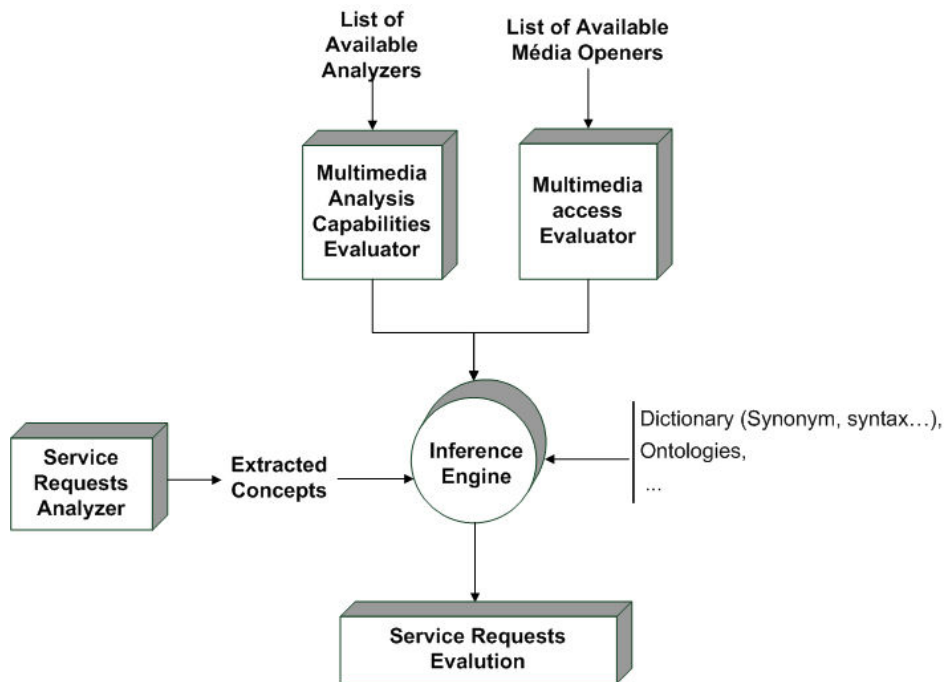 List of
Available
Analyzers
List of Available
Média Openers
Multimedia
Analysis
Capabilities
Evaluator
Multimedia
access
Evaluator
Dictionary (Synonym, syntax…),
Ontologies,
...
Inference
Engine
Service
Requests
Analyzer
Extracted
Concepts
Service Requests
Evalution